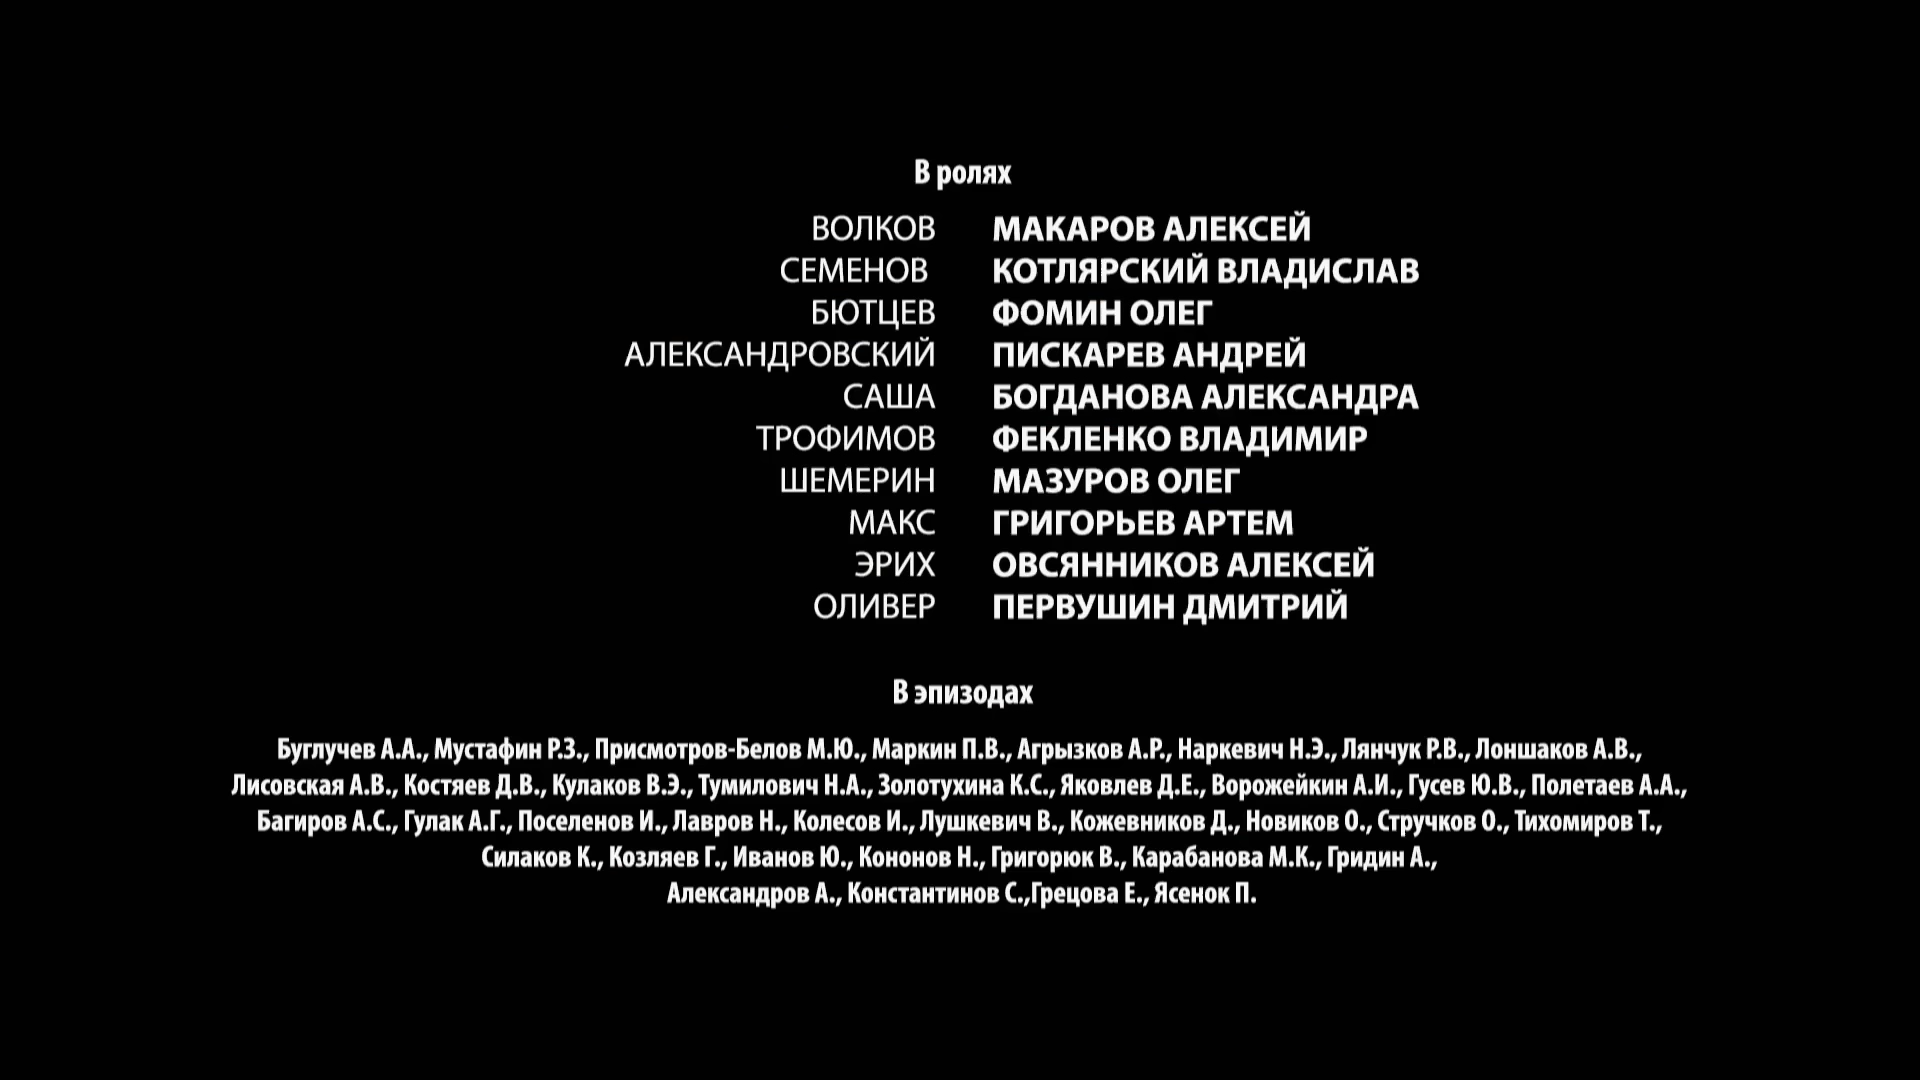 В ролях
ВОЛКОВ МАКАРОВ АЛЕКСЕЙ
СЕМЕНОВ КОТЛЯРСКИЙ ВЛАДИСЛАВ
БЮТЦЕВ ФОМИН ОЛЕГ
АЛЕКСАНДРОВСКИЙ ПИСКАРЕВ АНДРЕЙ
САША БОГДАНОВА АЛЕКСАНДРА
ТРОФИМОВ ФЕКЛЕНКО ВЛАДИМИР
ШЕМЕРИН МАЗУРОВ ОЛЕГ
МАКС ГРИГОРЬЕВ АРТЕМ
ЭРИХ ОВСЯННИКОВ АЛЕКСЕЙ
ОЛИВЕР ПЕРВУШИН ДМИТРИЙ
В эпизодах
Буглучев А.А., Мустафин Р.З., Присмотров-Белов М.Ю., Маркин П.В., Агрызков А.Р., Наркевич Н.Э., Лянчук Р.В., Лоншаков А.В.,
Лисовская А.В., Костяев Д.В., Кулаков В.Э., Тумилович Н.А., Золотухина К.С., Яковлев Д.Е., Ворожейкин А.И., Гусев Ю.В., Полетаев А.А.,
Багиров А.С., Гулак А.Г., Поселенов И., Лавров Н., Колесов И., Лушкевич В., Кожевников Д., Новиков О., Стручков О., Тихомиров Т.,
Силаков К., Козляев Г., Иванов Ю., Кононов Н., Григорюк В., Карабанова М.К., Гридин А.,
Александров А., Константинов С.,Грецова Е., Ясенок П.